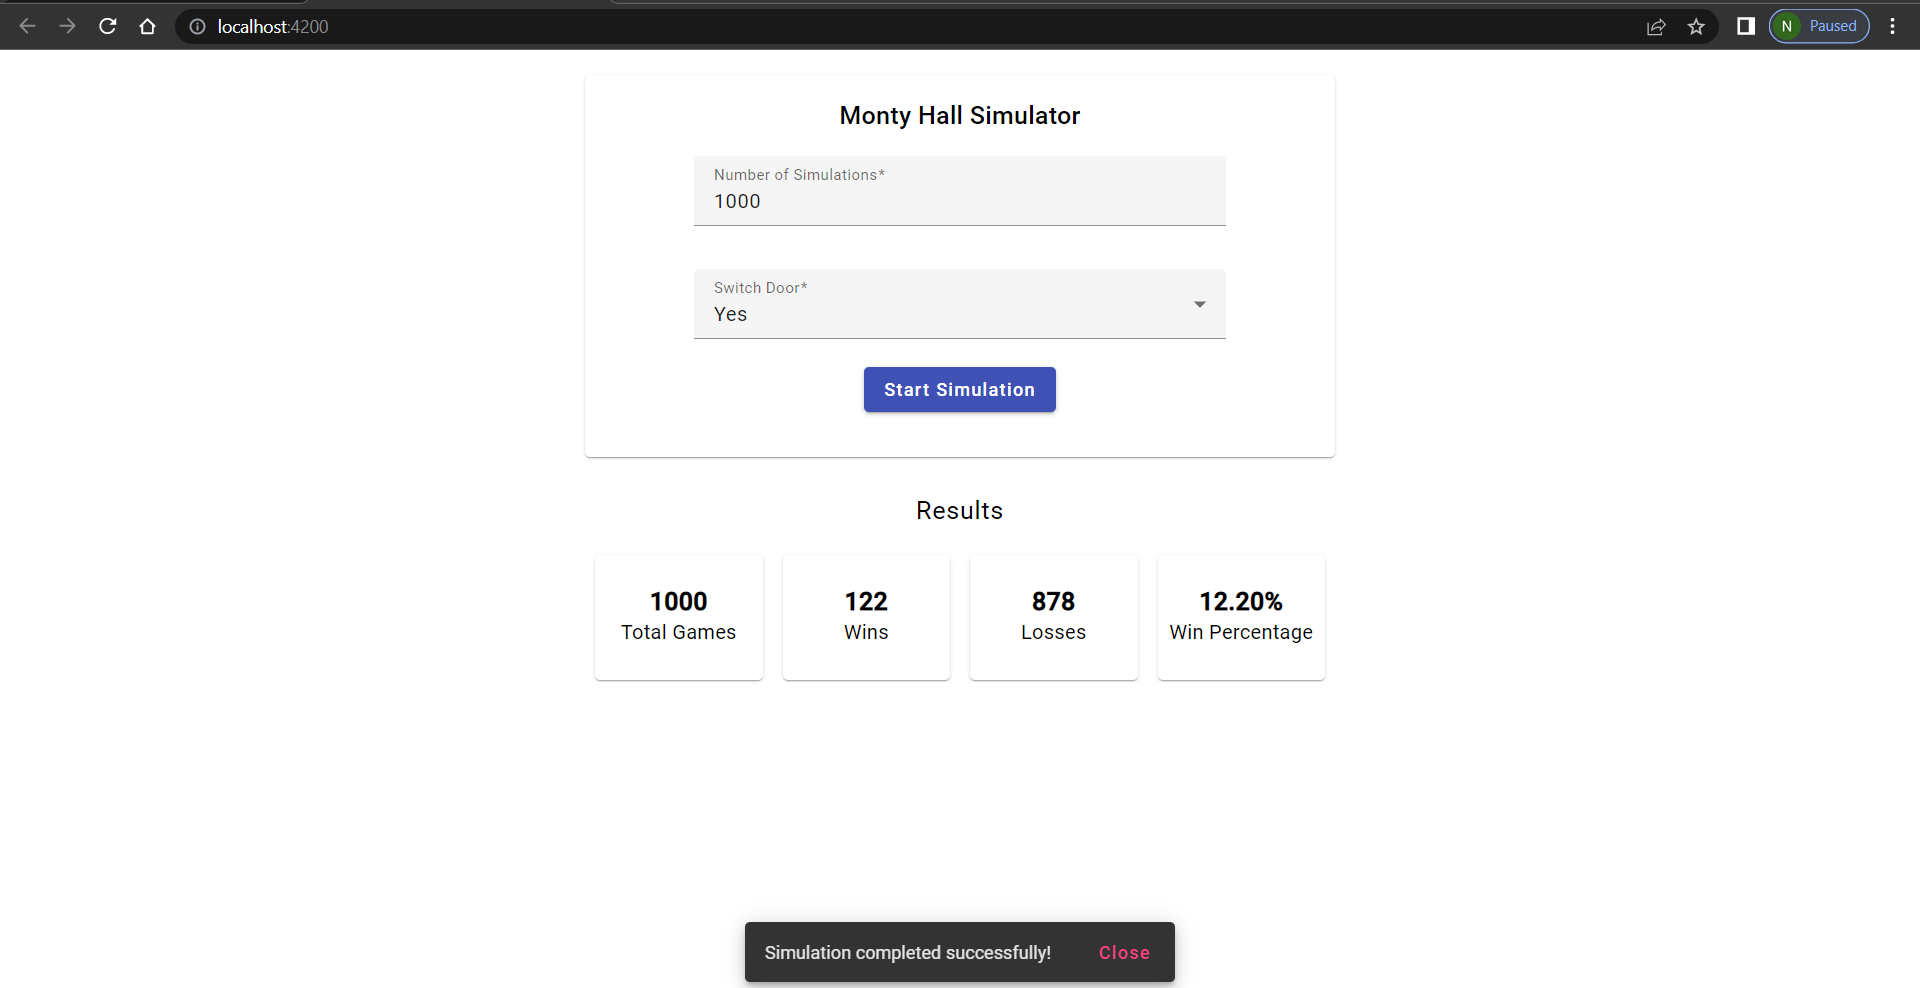 localhost:4200
N Paused
Monty Hall Simulator
Number of Simulations*
1000
Switch Door*
Yes
Start Simulation
Results
1000
Total Games
122
Wins
878
Losses
12.20%
Win Percentage
Simulation completed successfully! Close